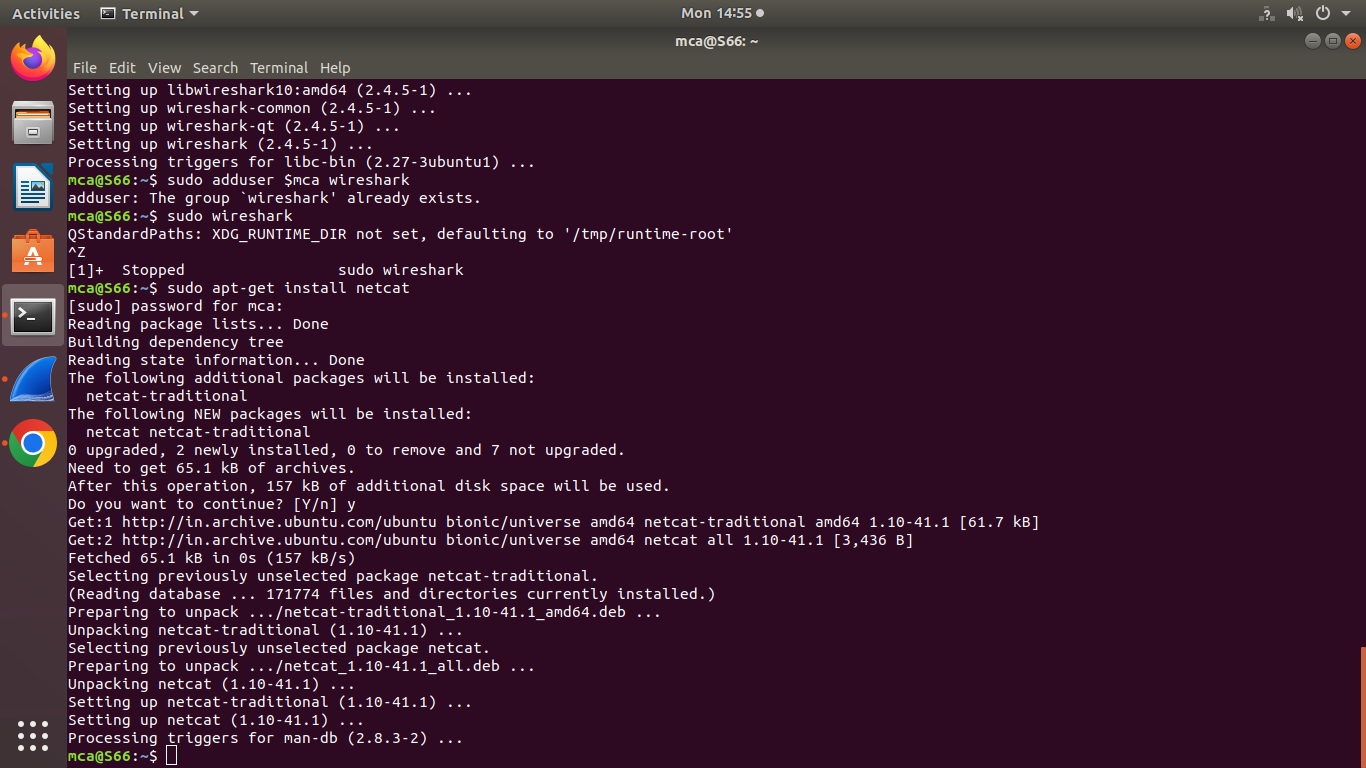 Activities
Terminal
Mon 14:55
mca@S66: ~
File Edit View Search Terminal Help
Setting up libwireshark10:amd64 (2.4.5-1) ...
Setting up wireshark-common (2.4.5-1) ...
Setting up wireshark-qt (2.4.5-1) ...
Setting up wireshark (2.4.5-1) ...
Processing triggers for libc-bin (2.27-3ubuntu1) ...
mca@S66:~$ sudo adduser $mca wireshark
adduser: The group `wireshark' already exists.
mca@S66:~$ sudo wireshark
QStandardPaths: XDG_RUNTIME_DIR not set, defaulting to '/tmp/runtime-root'
^Z
[1]+  Stopped                 sudo wireshark
mca@S66:~$ sudo apt-get install netcat
[sudo] password for mca:
Reading package lists... Done
Building dependency tree
Reading state information... Done
The following additional packages will be installed:
  netcat-traditional
The following NEW packages will be installed:
  netcat netcat-traditional
0 upgraded, 2 newly installed, 0 to remove and 7 not upgraded.
Need to get 65.1 kB of archives.
After this operation, 157 kB of additional disk space will be used.
Do you want to continue? [Y/n] y
Get:1 http://in.archive.ubuntu.com/ubuntu bionic/universe amd64 netcat-traditional amd64 1.10-41.1 [61.7 kB]
Get:2 http://in.archive.ubuntu.com/ubuntu bionic/universe amd64 netcat all 1.10-41.1 [3,436 B]
Fetched 65.1 kB in 0s (157 kB/s)
Selecting previously unselected package netcat-traditional.
(Reading database ... 171774 files and directories currently installed.)
Preparing to unpack .../netcat-traditional_1.10-41.1_amd64.deb ...
Unpacking netcat-traditional (1.10-41.1) ...
Selecting previously unselected package netcat.
Preparing to unpack .../netcat_1.10-41.1_all.deb ...
Unpacking netcat (1.10-41.1) ...
Setting up netcat-traditional (1.10-41.1) ...
Setting up netcat (1.10-41.1) ...
Processing triggers for man-db (2.8.3-2) ...
mca@S66:~$